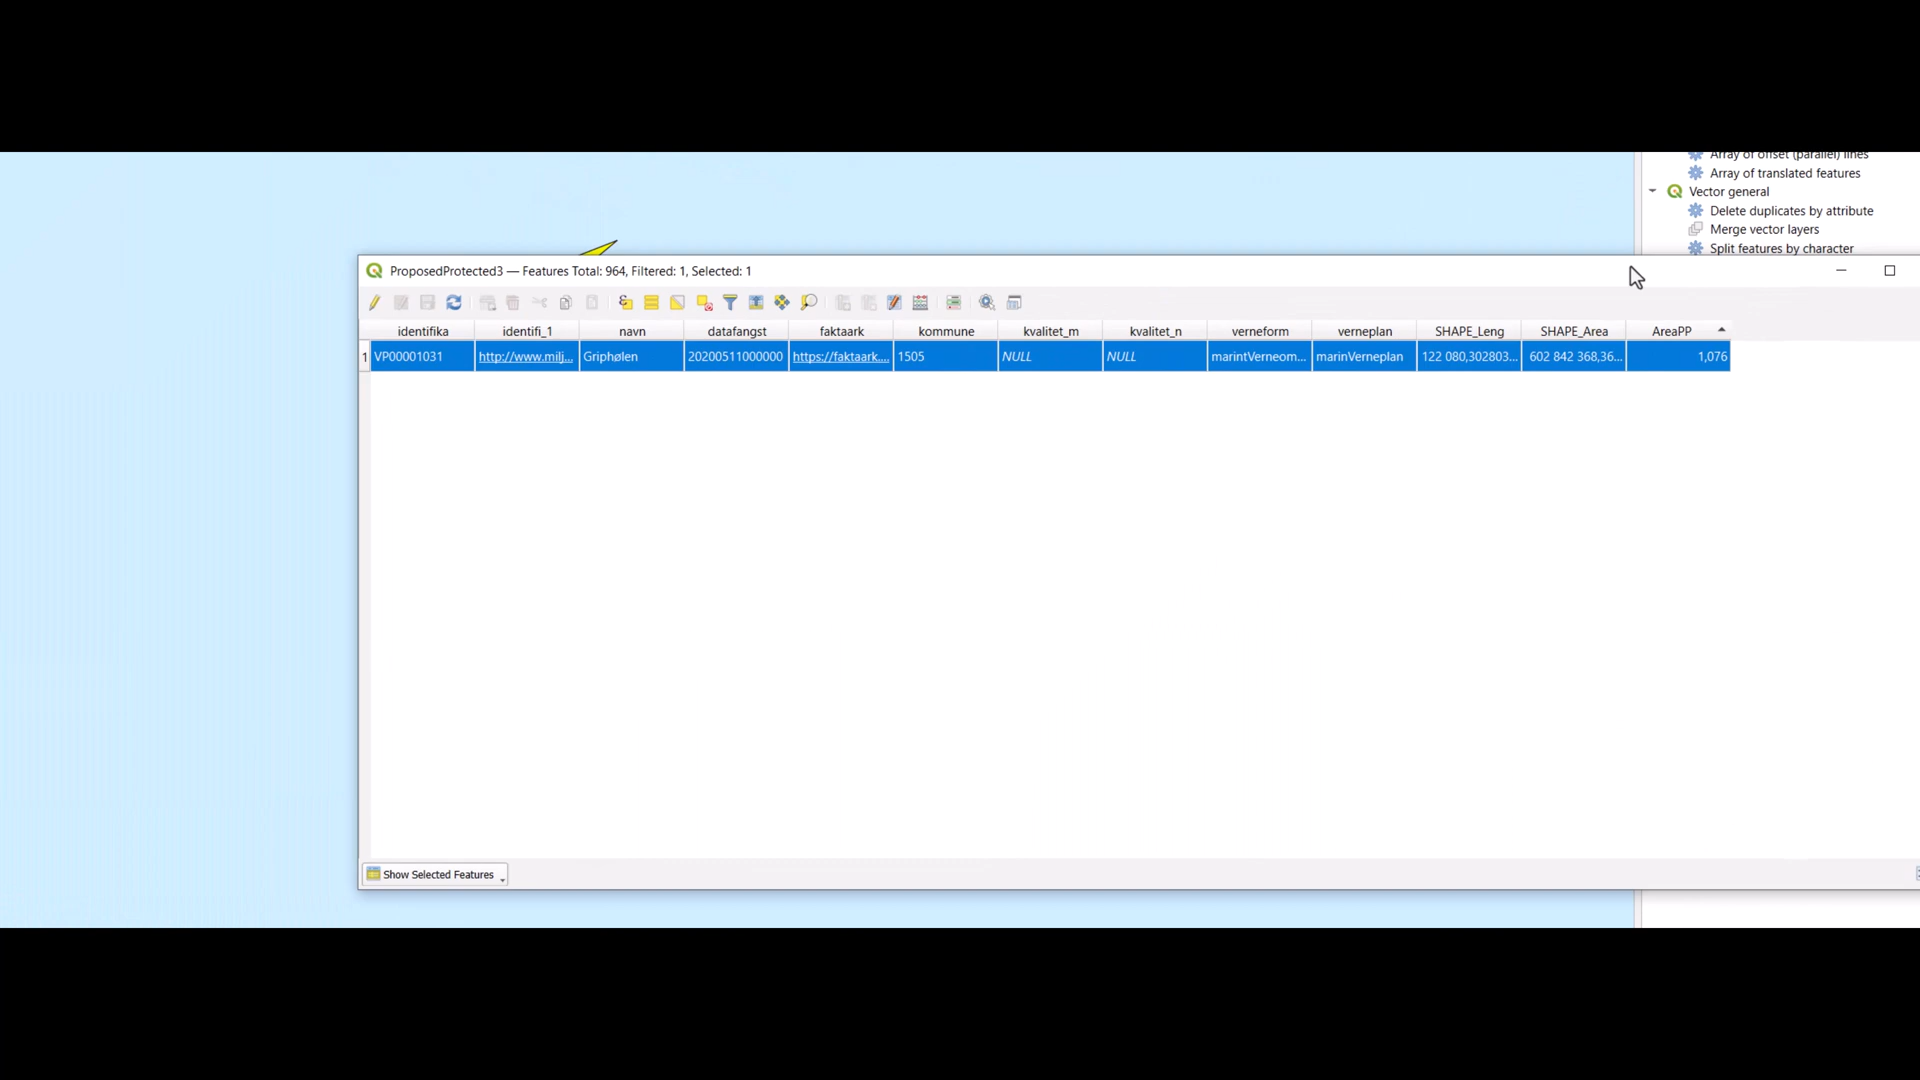 Array of offset (parallel) lines
Array of translated features
Vector general
Delete duplicates by attribute
Merge vector layers
Split features by character
ProposedProtected3 — Features Total: 964, Filtered: 1, Selected: 1
identifika identifi_1 navn datafangst faktaark kommune kvalitet_m kvalitet_n verneform verneplan SHAPE_Leng SHAPE_Area AreaPP
1 VP00001031 http://www.milj... Griphølen 20200511000000 https://faktaark.... 1505 NULL NULL marintVerneom... marinVerneplan 122 080,302803... 602 842 368,36... 1,076
Show Selected Features